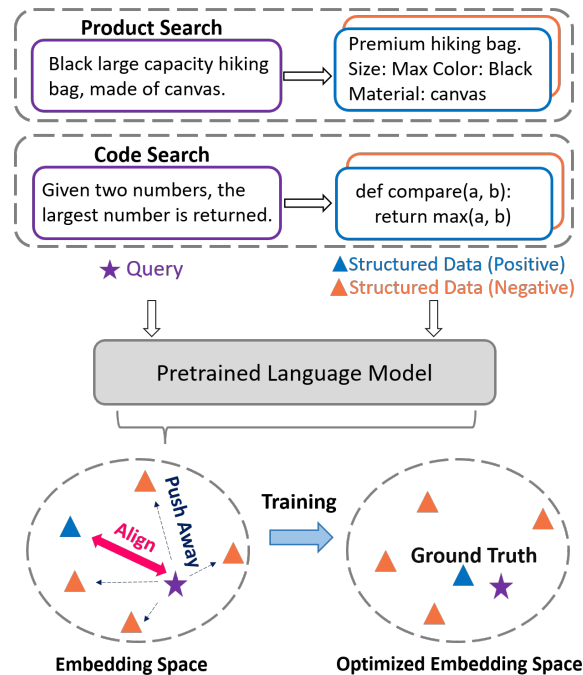 Product Search
Black large capacity hiking
bag, made of canvas.
Premium hiking bag.
Size: Max Color: Black
Material: canvas
Code Search
Given two numbers, the
largest number is returned.
def compare(a, b):
return max(a, b)
Query
Structured Data (Positive)
Structured Data (Negative)
Pretrained Language Model
Push Away
Align
Training
Ground Truth
Embedding Space
Optimized Embedding Space